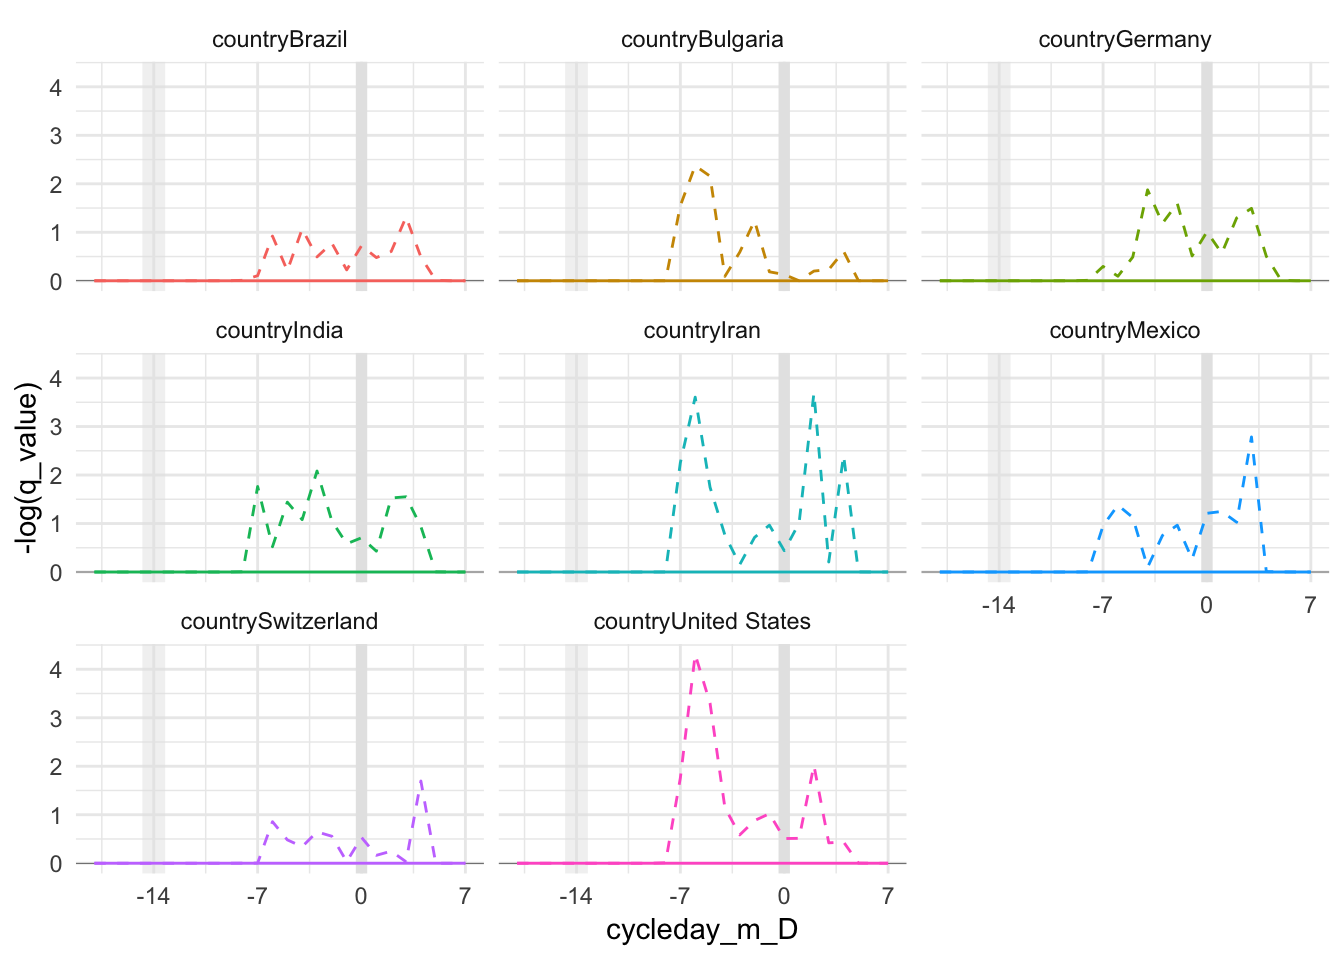 countryBrazil countryBulgaria countryGermany
4
3
2
1
0
countryIndia countryIran countryMexico
4
3
2
1
0
-14 -7 0 7
countrySwitzerland countryUnited States
4
3
2
1
0
-14 -7 0 7 -14 -7 0 7
cycleday_m_D
-log(q_value)